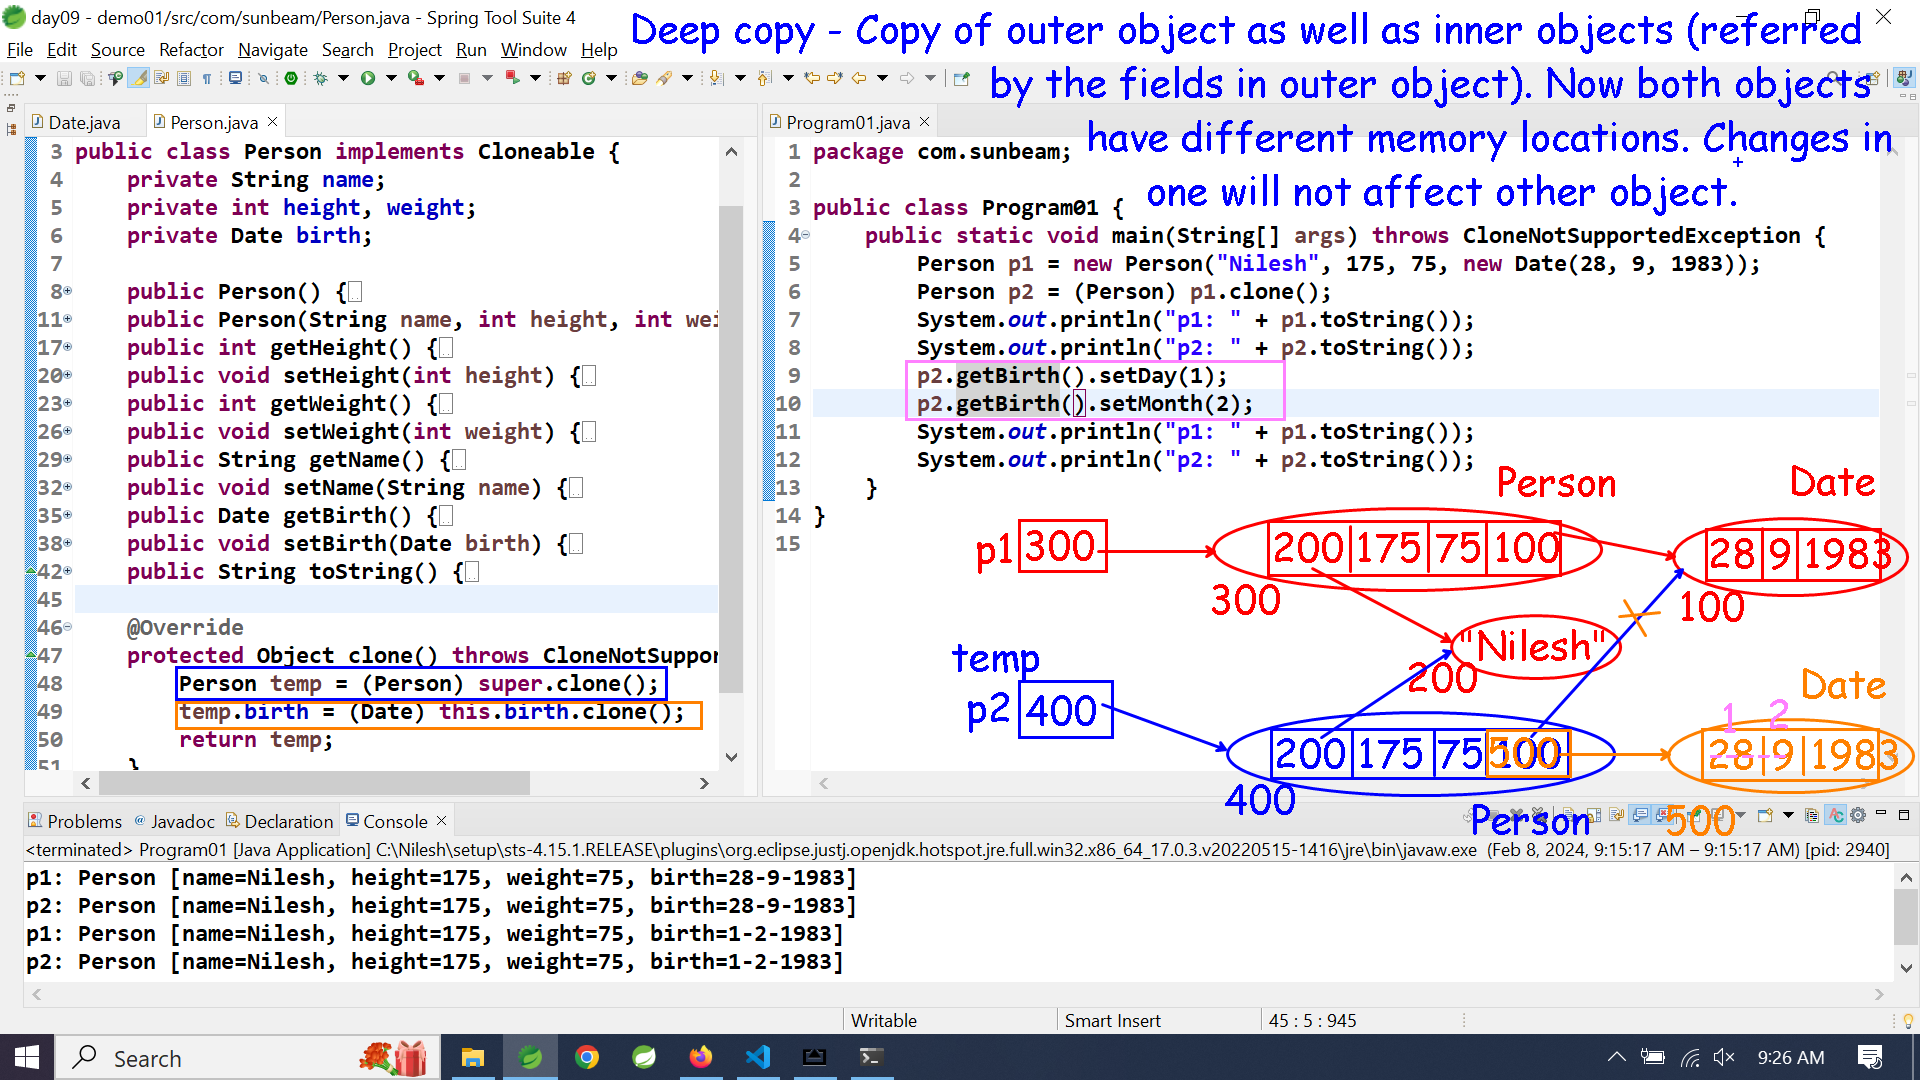 day09 - demo01/src/com/sunbeam/Person.java - Spring Tool Suite 4
File Edit Source Refactor Navigate Search Project Run Window Help
Deep copy - Copy of outer object as well as inner objects (referred
by the fields in outer object). Now both objects
have different memory locations. Changes in
one will not affect other object.
Date.java
Person.java
3 public class Person implements Cloneable {
4 private String name;
5 private int height, weight;
6 private Date birth;
7
8 public Person() {
11 public Person(String name, int height, int wei
17 public int getHeight() {
20 public void setHeight(int height) {
23 public int getWeight() {
26 public void setWeight(int weight) {
29 public String getName() {
32 public void setName(String name) {
35 public Date getBirth() {
38 public void setBirth(Date birth) {
42 public String toString() {
45
46 @Override
47 protected Object clone() throws CloneNotSuppor
48 Person temp = (Person) super.clone();
49 temp.birth = (Date) this.birth.clone();
50 return temp;
51 }
Program01.java
1 package com.sunbeam;
2
3 public class Program01 {
4 public static void main(String[] args) throws CloneNotSupportedException {
5 Person p1 = new Person("Nilesh", 175, 75, new Date(28, 9, 1983));
6 Person p2 = (Person) p1.clone();
7 System.out.println("p1: " + p1.toString());
8 System.out.println("p2: " + p2.toString());
9 p2.getBirth().setDay(1);
10 p2.getBirth().setMonth(2);
11 System.out.println("p1: " + p1.toString());
12 System.out.println("p2: " + p2.toString());
13 }
14 }
15
Person Date
p1 300 200 175 75 100 28 9 1983
300 100
"Nilesh"
200
temp
p2 400
Date
1 2
200 175 75 100 500 28 9 1983
400
Person 500
Problems Javadoc Declaration Console
<terminated> Program01 [Java Application] C:\Nilesh\setup\sts-4.15.1.RELEASE\plugins\org.eclipse.justj.openjdk.hotspot.jre.full.win32.x86_64_17.0.3.v20220515-1416\jre\bin\javaw.exe (Feb 8, 2024, 9:15:17 AM – 9:15:17 AM) [pid: 2940]
p1: Person [name=Nilesh, height=175, weight=75, birth=28-9-1983]
p2: Person [name=Nilesh, height=175, weight=75, birth=28-9-1983]
p1: Person [name=Nilesh, height=175, weight=75, birth=1-2-1983]
p2: Person [name=Nilesh, height=175, weight=75, birth=1-2-1983]
Writable Smart Insert 45 : 5 : 945
Search 9:26 AM